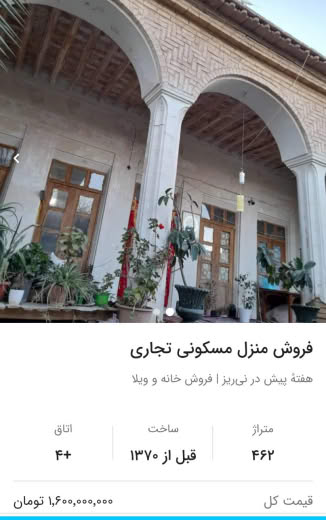 فروش منزل مسکونی تجاری
هفتهٔ پیش در نی‌ریز | فروش خانه و ویلا
متراژ ساخت اتاق
۴۶۲ قبل از ۱۳۷۰ ۴+
قیمت کل ۱,۶۰۰,۰۰۰,۰۰۰ تومان